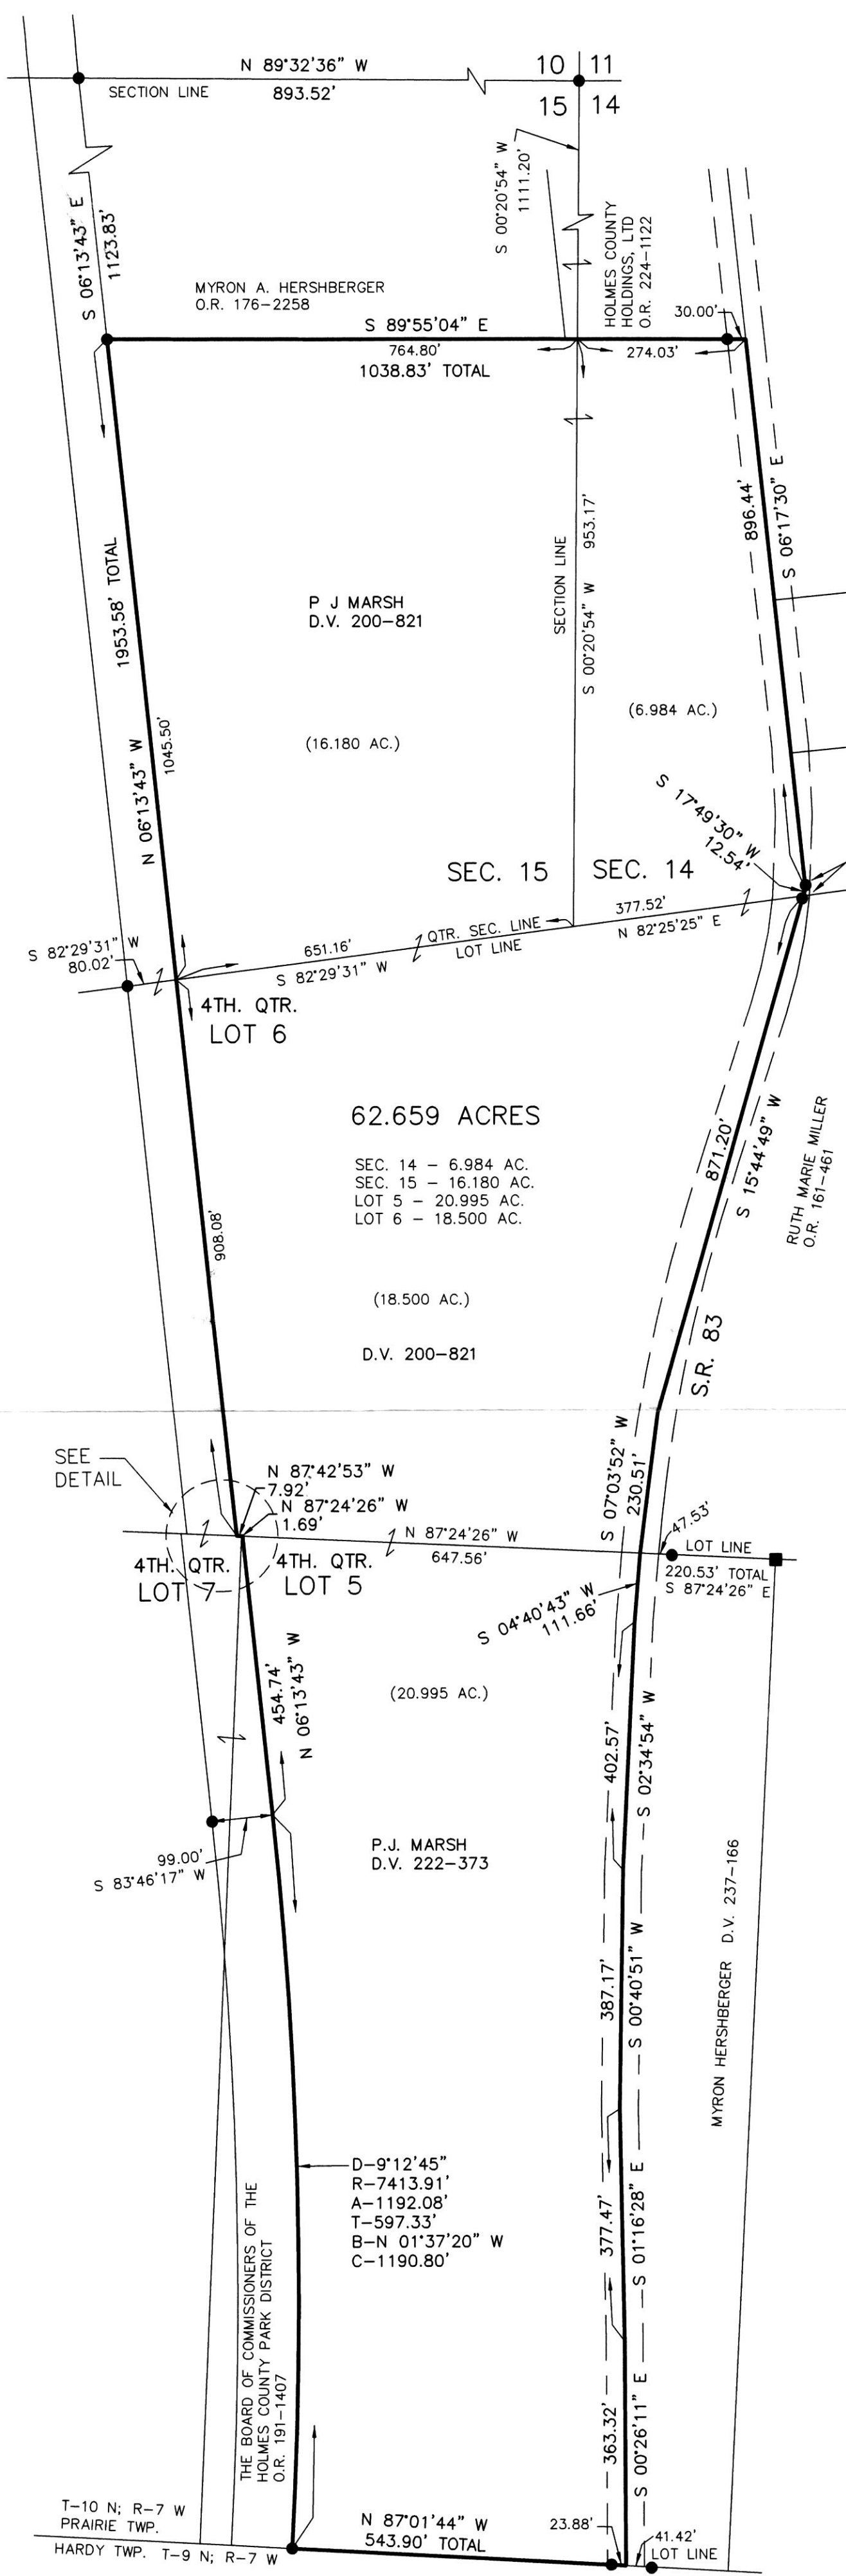 N 89°32'36" W
10 11
SECTION LINE
893.52'
15 14
S 00°20'54" W
1111.20'
S 06°13'43" E
1123.83'
HOLMES COUNTY
HOLDINGS, LTD
O.R. 224-1122
MYRON A. HERSHBERGER
O.R. 176-2258
30.00'
S 89°55'04" E
764.80'
274.03'
1038.83' TOTAL
896.44'
S 06°17'30" E
SECTION LINE
S 00°20'54" W 953.17'
1953.58' TOTAL
N 06°13'43" W
1045.50'
P J MARSH
D.V. 200-821
(6.984 AC.)
(16.180 AC.)
S 17°49'30" W
12.54'
SEC. 15
SEC. 14
377.52'
N 82°25'25" E
QTR. SEC. LINE
LOT LINE
651.16'
S 82°29'31" W
S 82°29'31" W
80.02'
4TH. QTR.
LOT 6
62.659 ACRES
SEC. 14 - 6.984 AC.
SEC. 15 - 16.180 AC.
LOT 5 - 20.995 AC.
LOT 6 - 18.500 AC.
871.20'
S 15°44'49" W
RUTH MARIE MILLER
O.R. 161-461
908.08'
(18.500 AC.)
D.V. 200-821
S.R. 83
SEE
DETAIL
N 87°42'53" W
7.92'
N 87°24'26" W
1.69'
S 07°03'52" W
230.51'
47.53'
N 87°24'26" W
647.56'
LOT LINE
220.53' TOTAL
S 87°24'26" E
4TH. QTR.
LOT 7
4TH. QTR.
LOT 5
S 04°40'43" W
111.66'
454.74'
N 06°13'43" W
(20.995 AC.)
402.57'
S 02°34'54" W
99.00'
S 83°46'17" W
P.J. MARSH
D.V. 222-373
387.17'
S 00°40'51" W
MYRON HERSHBERGER D.V. 237-166
D-9°12'45"
R-7413.91'
A-1192.08'
T-597.33'
B-N 01°37'20" W
C-1190.80'
377.47'
S 01°16'28" E
THE BOARD OF COMMISSIONERS OF THE
HOLMES COUNTY PARK DISTRICT
O.R. 191-1407
363.32'
S 00°26'11" E
T-10 N; R-7 W
PRAIRIE TWP.
HARDY TWP. T-9 N; R-7 W
N 87°01'44" W
543.90' TOTAL
23.88'
41.42'
LOT LINE